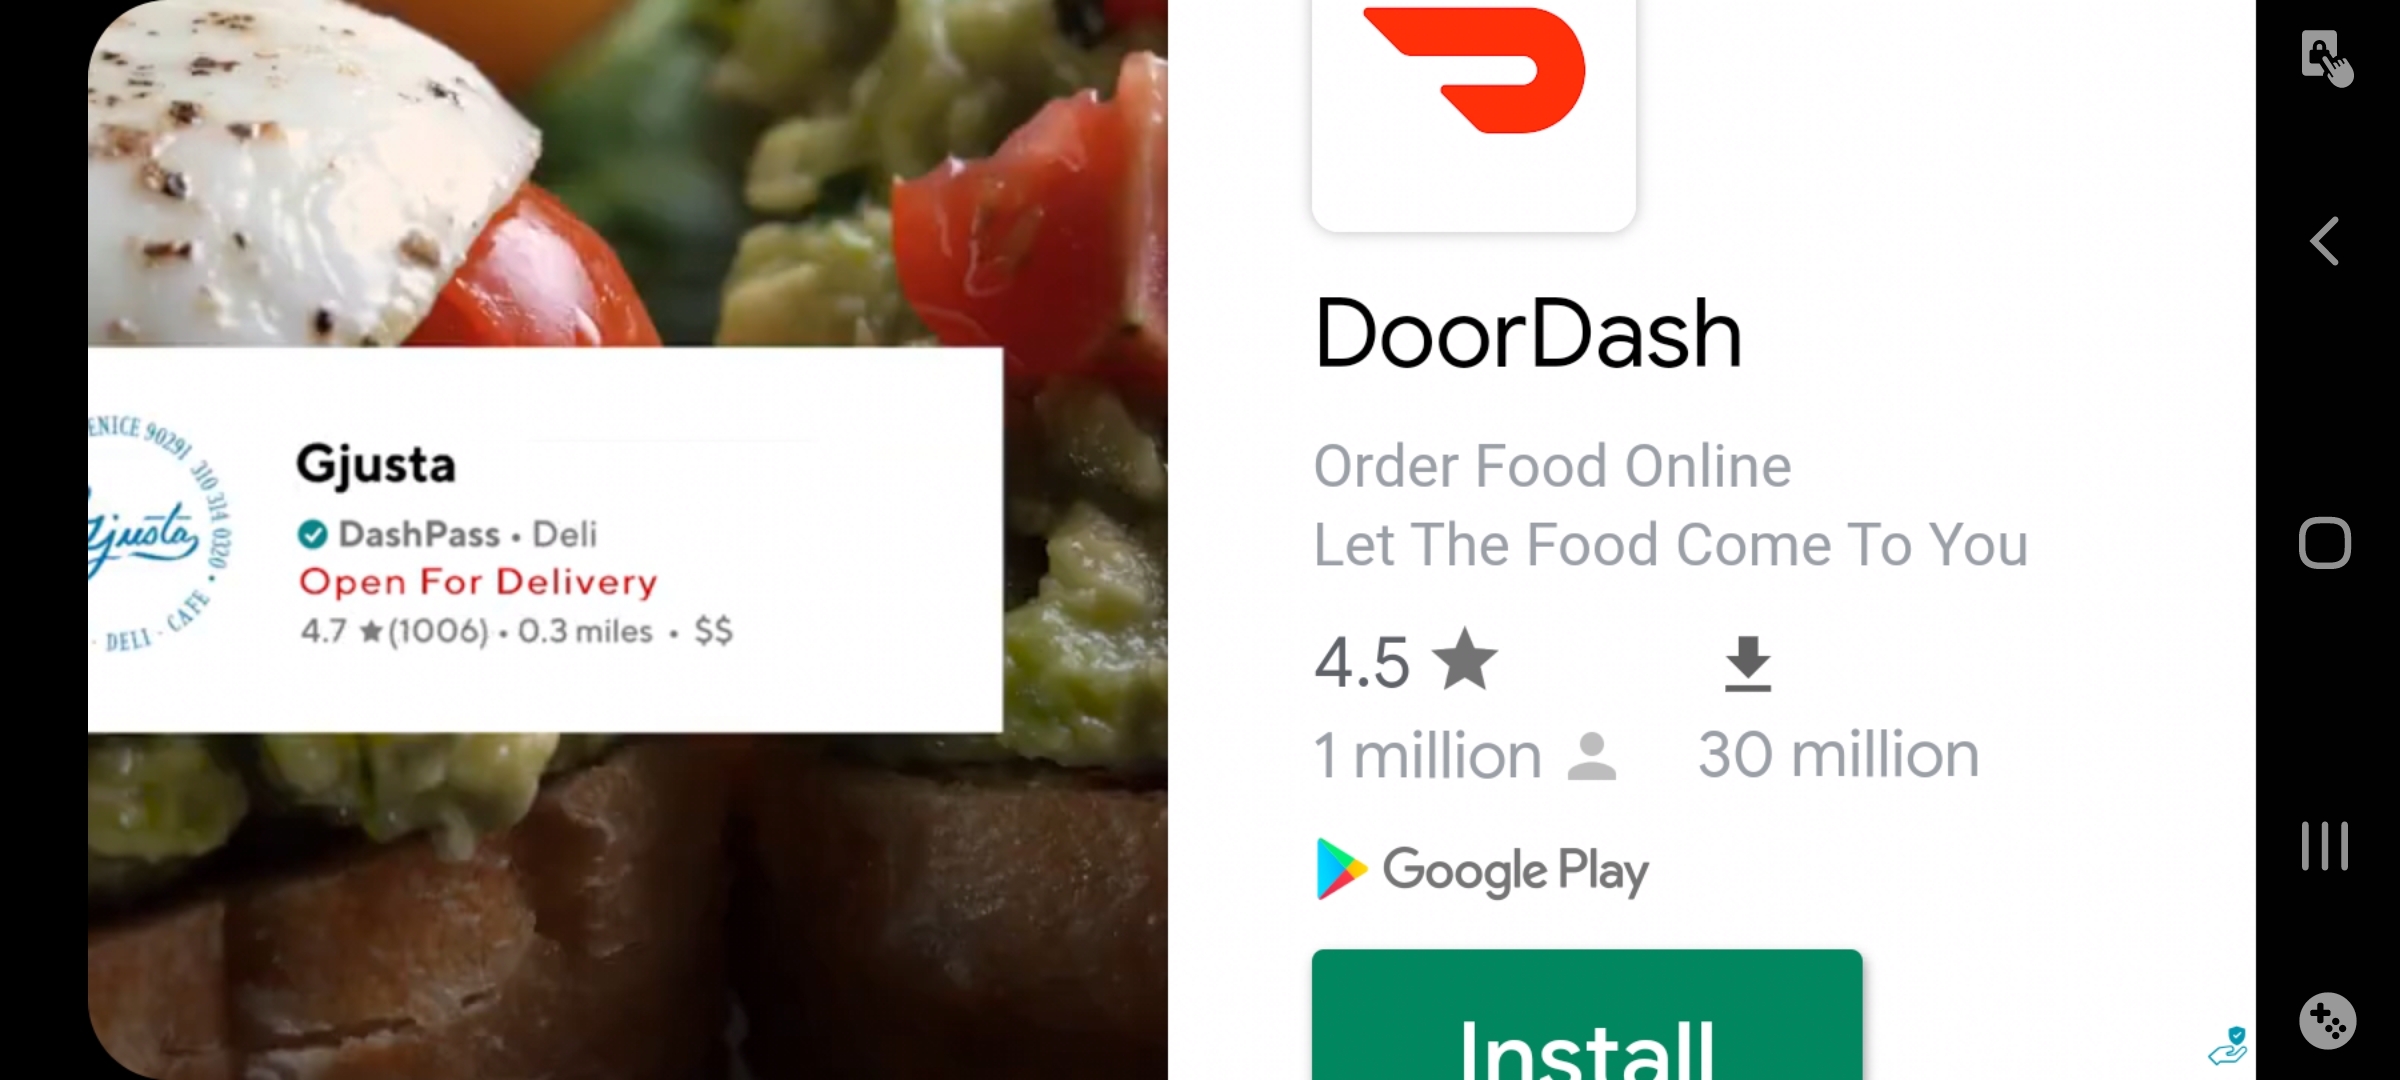 ENICE 90291 310 314 0320 •
Gjusta
DELI · CAFE •
Gjusta
DashPass • Deli
Open For Delivery
4.7 ★ (1006) • 0.3 miles • $$
DoorDash
Order Food Online
Let The Food Come To You
4.5 ★
1 million
30 million
Google Play
Install